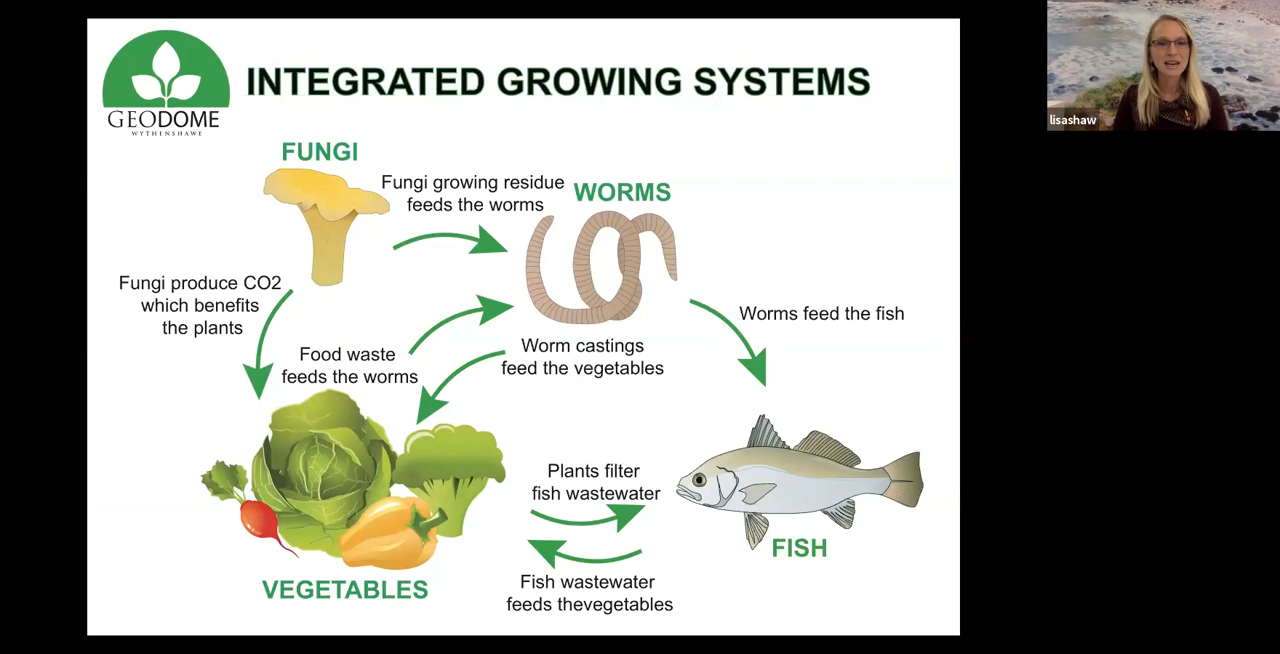 GEODOME
WYTHENSHAWE
INTEGRATED GROWING SYSTEMS
lisashaw
FUNGI
Fungi growing residue
feeds the worms
WORMS
Fungi produce CO2
which benefits
the plants
Worms feed the fish
Food waste
feeds the worms
Worm castings
feed the vegetables
Plants filter
fish wastewater
FISH
Fish wastewater
feeds thevegetables
VEGETABLES